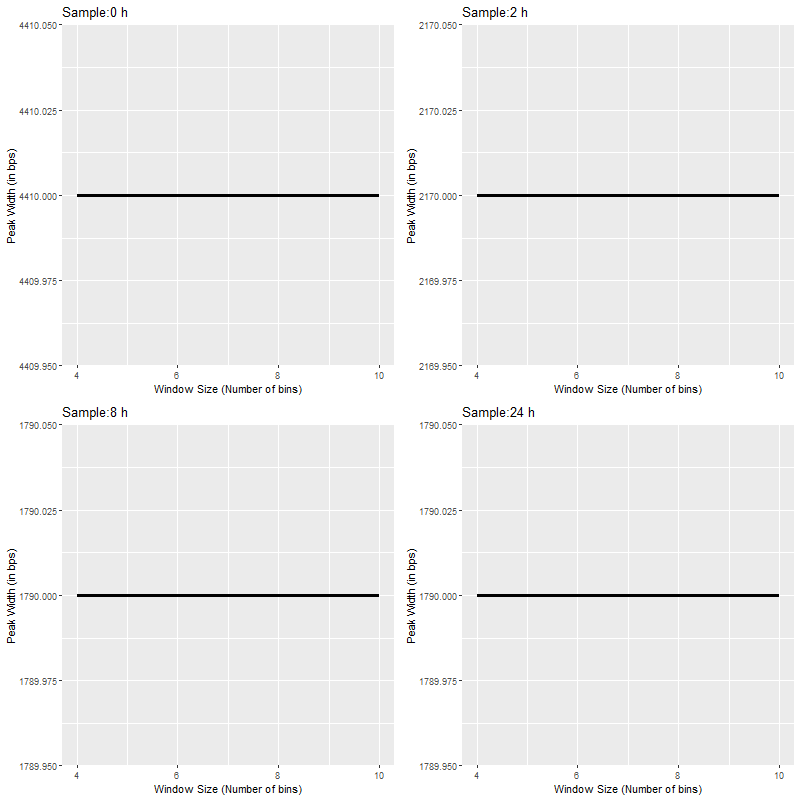 Sample:0 h
Peak Width (in bps)
4410.050
4410.025
4410.000
4409.975
4409.950
4 6 8 10
Window Size (Number of bins)
Sample:2 h
Peak Width (in bps)
2170.050
2170.025
2170.000
2169.975
2169.950
4 6 8 10
Window Size (Number of bins)
Sample:8 h
Peak Width (in bps)
1790.050
1790.025
1790.000
1789.975
1789.950
4 6 8 10
Window Size (Number of bins)
Sample:24 h
Peak Width (in bps)
1790.050
1790.025
1790.000
1789.975
1789.950
4 6 8 10
Window Size (Number of bins)